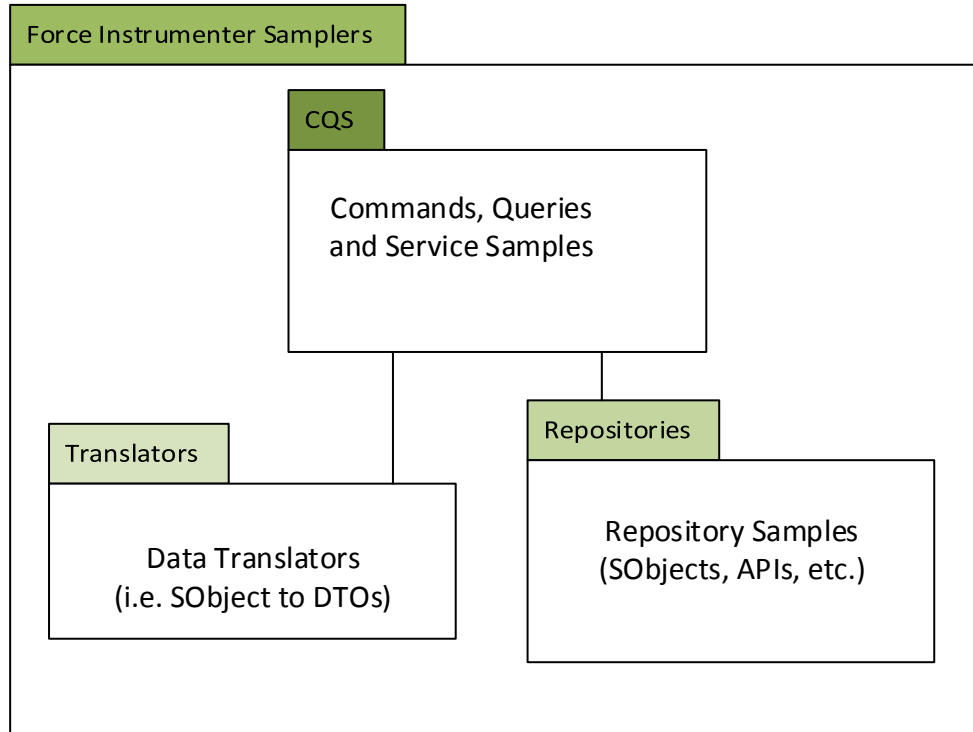 Force Instrumenter Samplers
CQS
Commands, Queries
and Service Samples
Translators
Data Translators
(i.e. SObject to DTOs)
Repositories
Repository Samples
(SObjects, APIs, etc.)